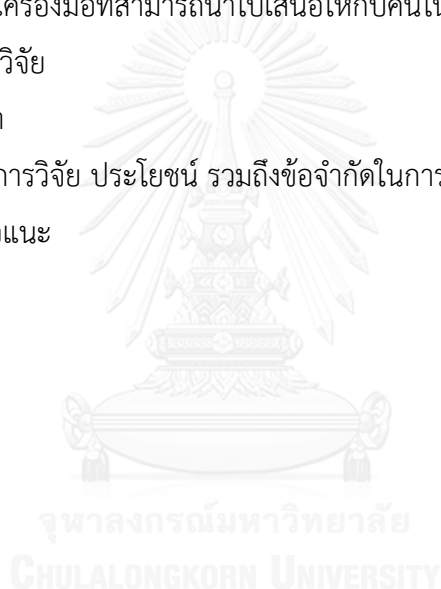 เครื่องมือที่สามารถนำไปเสนอให้กับคนใน
วิจัย
การวิจัย ประโยชน์ รวมถึงข้อจำกัดในการ
แนะ
จุฬาลงกรณ์มหาวิทยาลัย
CHULALONGKORN UNIVERSITY